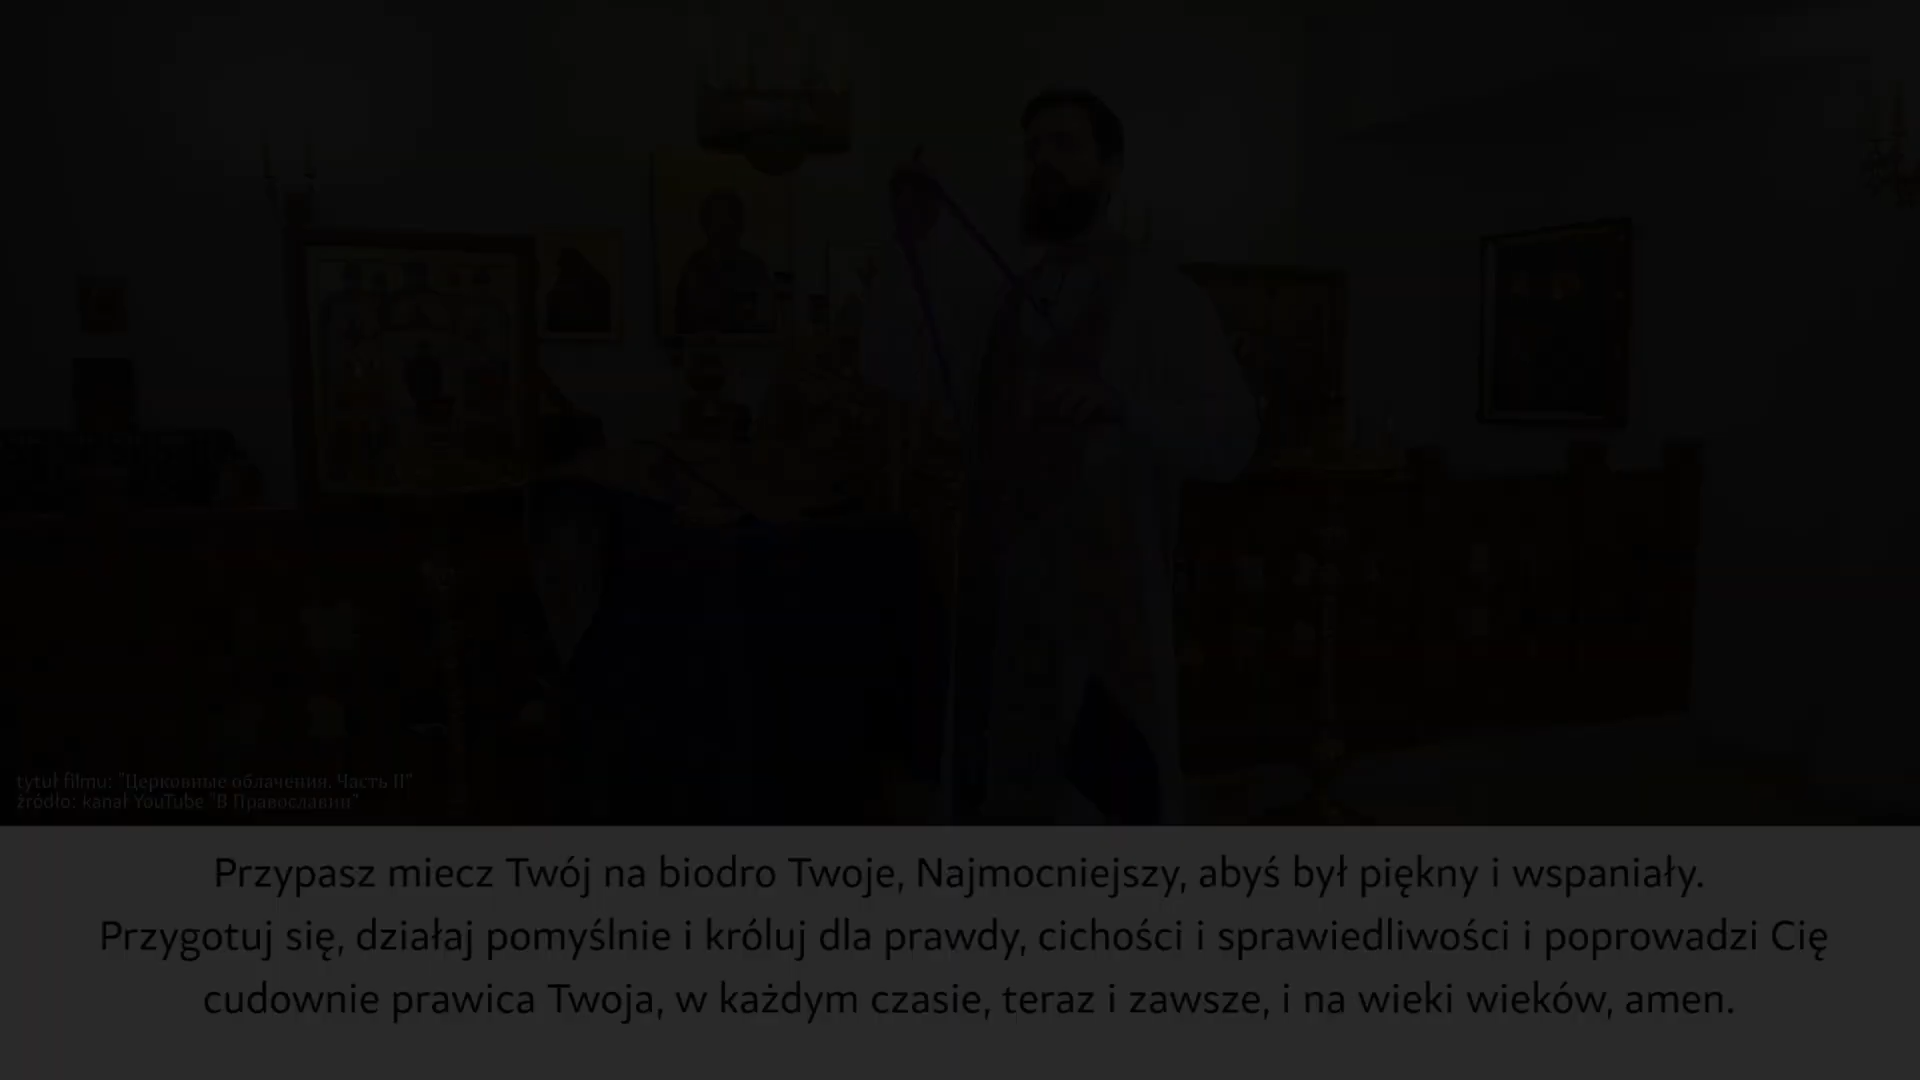 tytuł filmu: "Церковные облачения. Часть II"
źródło: kanał YouTube "В Православии"
Przypasz miecz Twój na biodro Twoje, Najmocniejszy, abyś był piękny i wspaniały.
Przygotuj się, działaj pomyślnie i króluj dla prawdy, cichości i sprawiedliwości i poprowadzi Cię
cudownie prawica Twoja, w każdym czasie, teraz i zawsze, i na wieki wieków, amen.